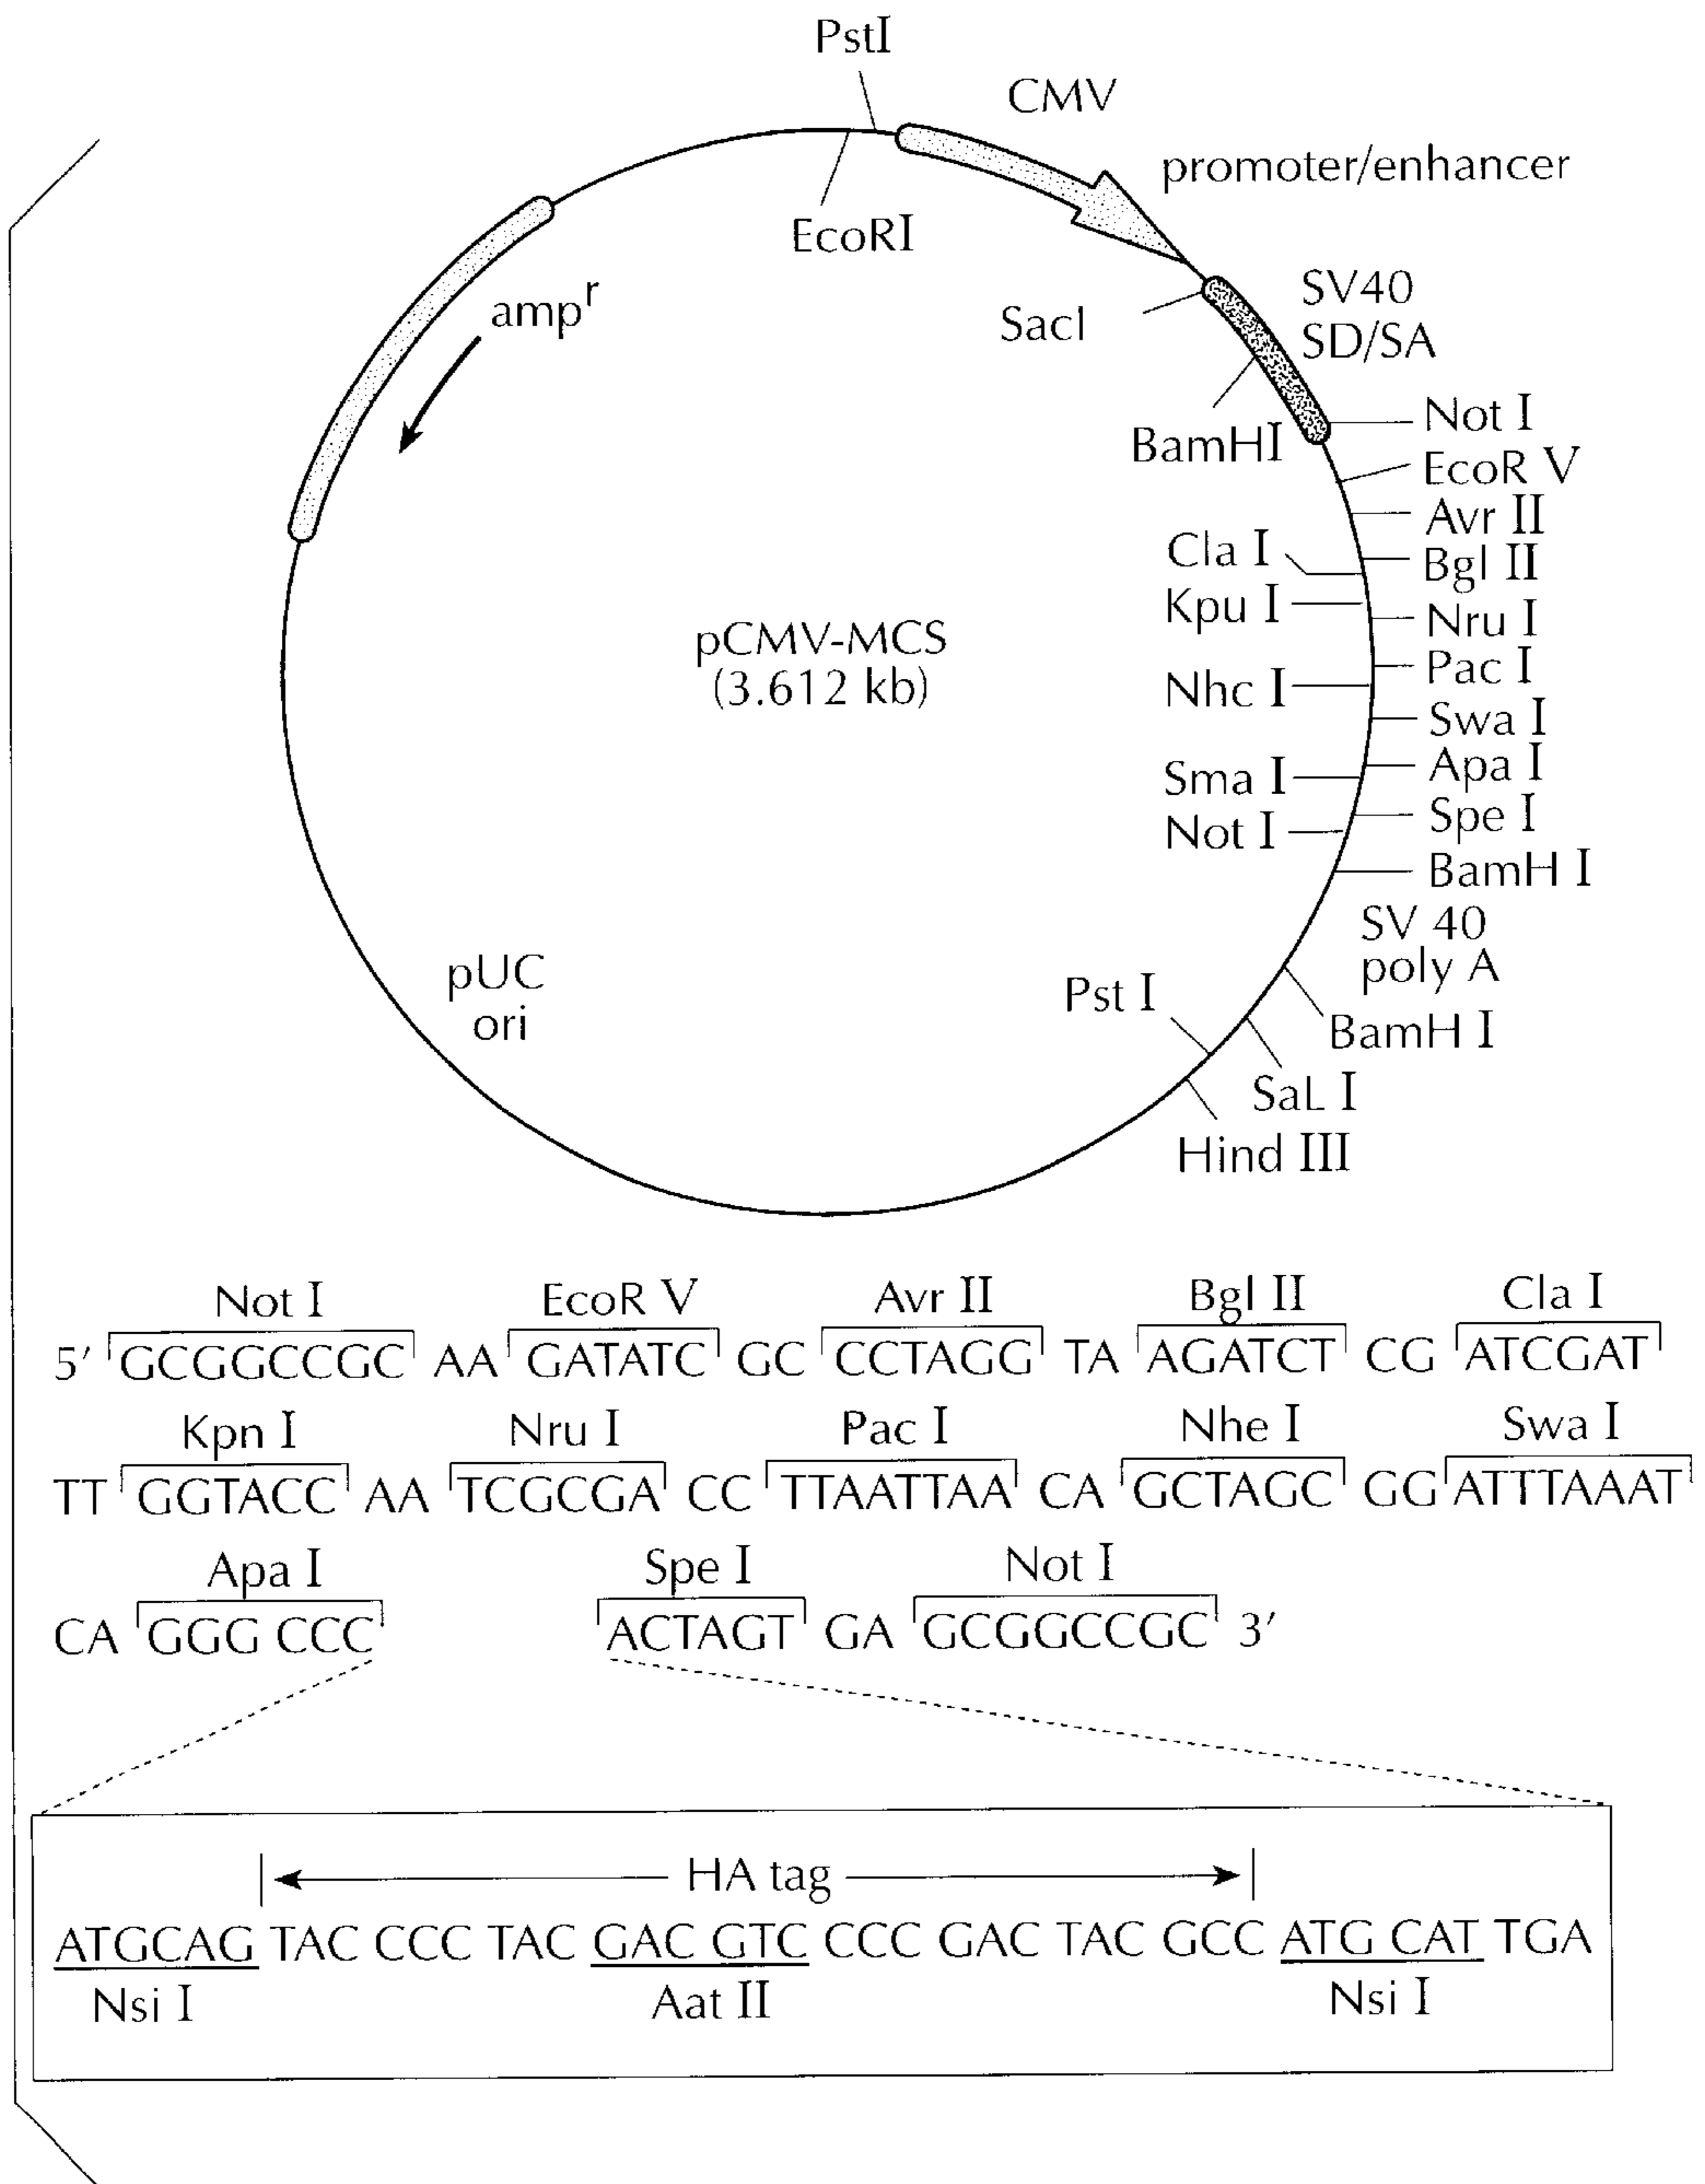 PstI
CMV
promoter/enhancer
EcoRI
amp^r
SacI
SV40
SD/SA
BamHI
Not I
EcoR V
Avr II
Cla I
Bgl II
Kpu I
Nru I
pCMV-MCS
(3.612 kb)
Pac I
Nhc I
Swa I
Sma I
Apa I
Spe I
Not I
BamH I
SV 40
poly A
pUC
ori
Pst I
BamH I
SaL I
Hind III
Not I EcoR V Avr II Bgl II Cla I
5′ GCGGCCGC AA GATATC GC CCTAGG TA AGATCT CG ATCGAT
Kpn I Nru I Pac I Nhe I Swa I
TT GGTACC AA TCGCGA CC TTAATTAA CA GCTAGC GG ATTTAAAT
Apa I Spe I Not I
CA GGG CCC ACTAGT GA GCGGCCGC 3′
HA tag
ATGCAG TAC CCC TAC GAC GTC CCC GAC TAC GCC ATG CAT TGA
Nsi I Aat II Nsi I